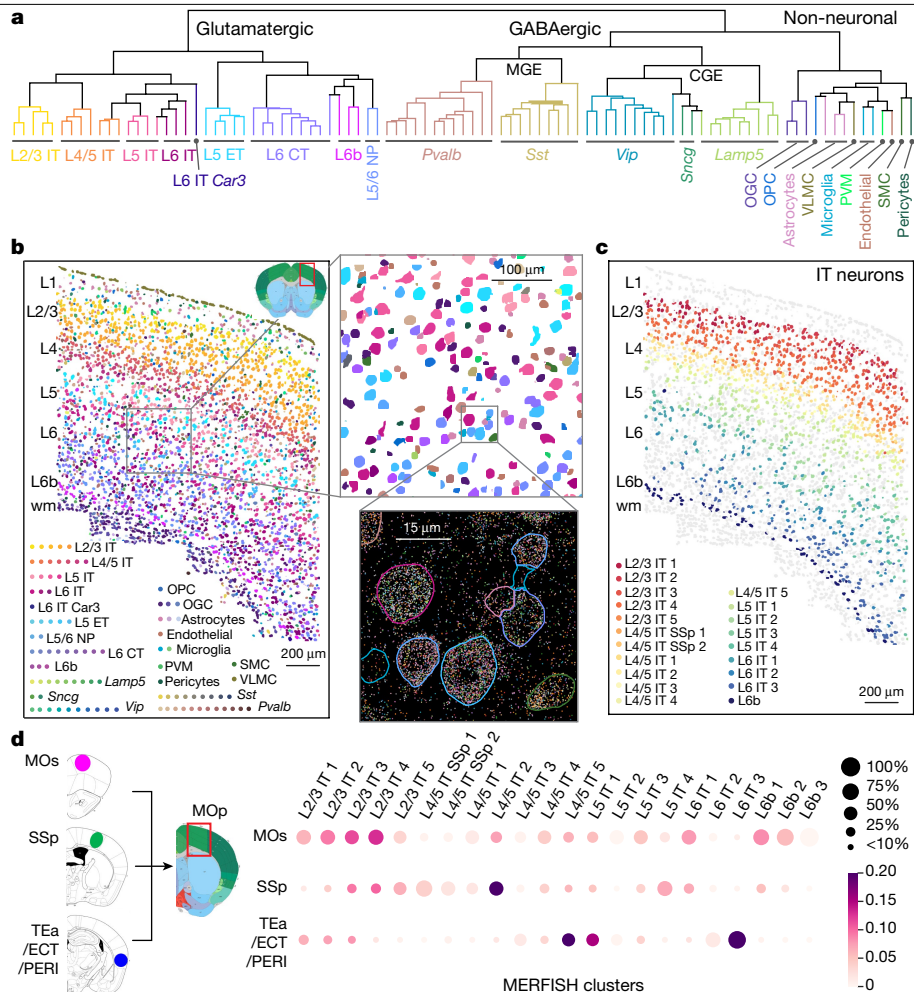 a
Glutamatergic
GABAergic
Non-neuronal
MGE
CGE
L2/3 IT
L4/5 IT
L5 IT
L6 IT
L6 IT Car3
L5 ET
L6 CT
L6b
L5/6 NP
Pvalb
Sst
Vip
Sncg
Lamp5
OGC
OPC
Astrocytes
VLMC
Microglia
PVM
Endothelial
SMC
Pericytes
b
L1
L2/3
L4
L5
L6
L6b
wm
L2/3 IT
L4/5 IT
L5 IT
L6 IT
L6 IT Car3
L5 ET
L5/6 NP
L6 CT
L6b
Lamp5
Sncg
Vip
OPC
OGC
Astrocytes
Endothelial
Microglia
PVM
SMC
Pericytes
VLMC
Sst
Pvalb
200 μm
100 μm
15 μm
c
IT neurons
L1
L2/3
L4
L5
L6
L6b
wm
L2/3 IT 1
L2/3 IT 2
L2/3 IT 3
L2/3 IT 4
L2/3 IT 5
L4/5 IT SSp 1
L4/5 IT SSp 2
L4/5 IT 1
L4/5 IT 2
L4/5 IT 3
L4/5 IT 4
L4/5 IT 5
L5 IT 1
L5 IT 2
L5 IT 3
L5 IT 4
L6 IT 1
L6 IT 2
L6 IT 3
L6b
200 μm
d
MOs
SSp
TEa
/ECT
/PERI
MOp
L2/3 IT 1
L2/3 IT 2
L2/3 IT 3
L2/3 IT 4
L2/3 IT 5
L4/5 IT SSp 1
L4/5 IT SSp 2
L4/5 IT 1
L4/5 IT 2
L4/5 IT 3
L4/5 IT 4
L4/5 IT 5
L5 IT 1
L5 IT 2
L5 IT 3
L5 IT 4
L6 IT 1
L6 IT 2
L6 IT 3
L6b 1
L6b 2
L6b 3
MOs
SSp
TEa
/ECT
/PERI
MERFISH clusters
100%
75%
50%
25%
<10%
0.20
0.15
0.10
0.05
0